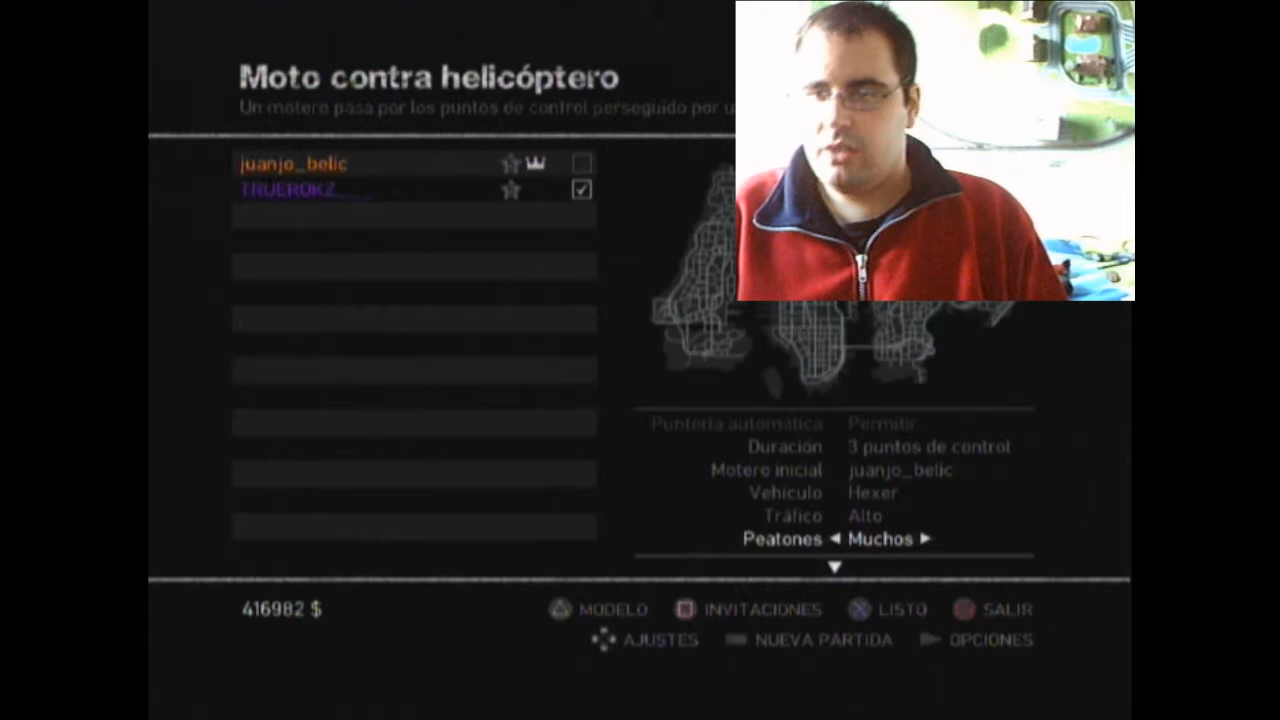 Moto contra helicóptero
Un motero pasa por los puntos de control perseguido por
juanjo_belic
TRUEROKZ____
Puntería automática Permitir
Duración 3 puntos de control
Motero inicial juanjo_belic
Vehículo Hexer
Tráfico Alto
Peatones Muchos
416982 $
MODELO INVITACIONES LISTO SALIR
AJUSTES NUEVA PARTIDA OPCIONES